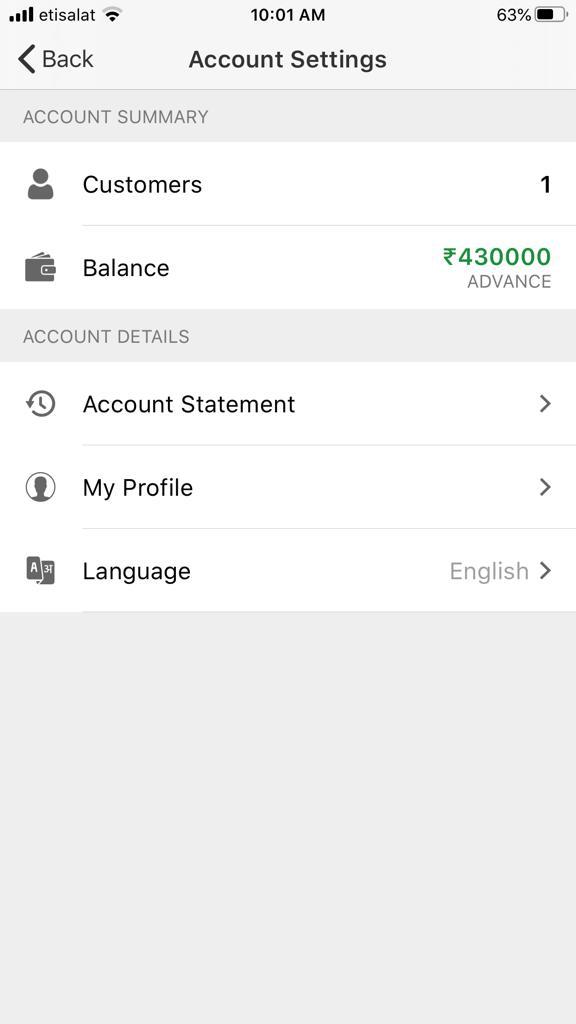 etisalat 10:01 AM 63%
Back Account Settings
ACCOUNT SUMMARY
Customers 1
Balance ₹430000
ADVANCE
ACCOUNT DETAILS
Account Statement
My Profile
A अ Language English